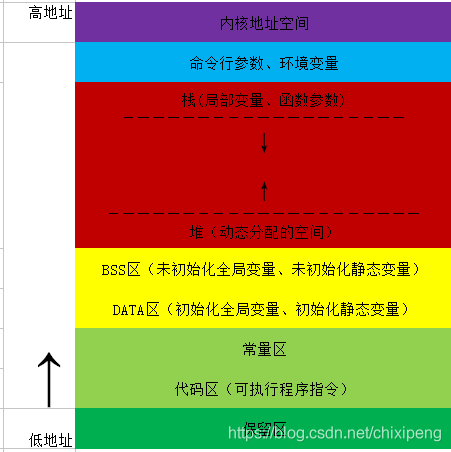 高地址
内核地址空间
命令行参数、环境变量
栈(局部变量、函数参数)
堆（动态分配的空间）
BSS区（未初始化全局变量、未初始化静态变量）
DATA区（初始化全局变量、初始化静态变量）
常量区
代码区（可执行程序指令）
保留区
低地址
https://blog.csdn.net/chixipeng